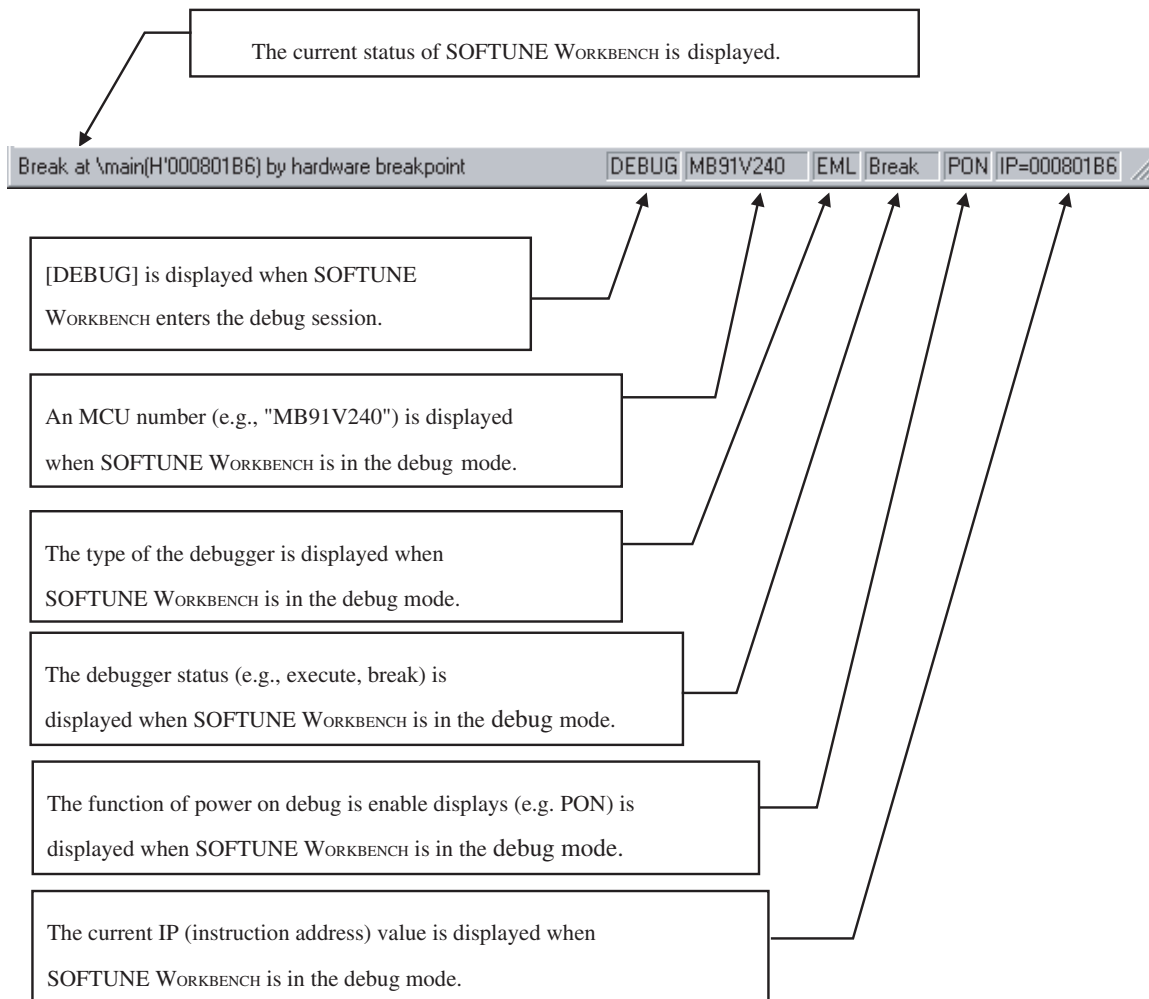 The current status of SOFTUNE WORKBENCH is displayed.
Break at \main(H'000801B6) by hardware breakpoint DEBUG MB91V240 EML Break PON IP=000801B6
[DEBUG] is displayed when SOFTUNE
WORKBENCH enters the debug session.
An MCU number (e.g., "MB91V240") is displayed
when SOFTUNE WORKBENCH is in the debug mode.
The type of the debugger is displayed when
SOFTUNE WORKBENCH is in the debug mode.
The debugger status (e.g., execute, break) is
displayed when SOFTUNE WORKBENCH is in the debug mode.
The function of power on debug is enable displays (e.g. PON) is
displayed when SOFTUNE WORKBENCH is in the debug mode.
The current IP (instruction address) value is displayed when
SOFTUNE WORKBENCH is in the debug mode.